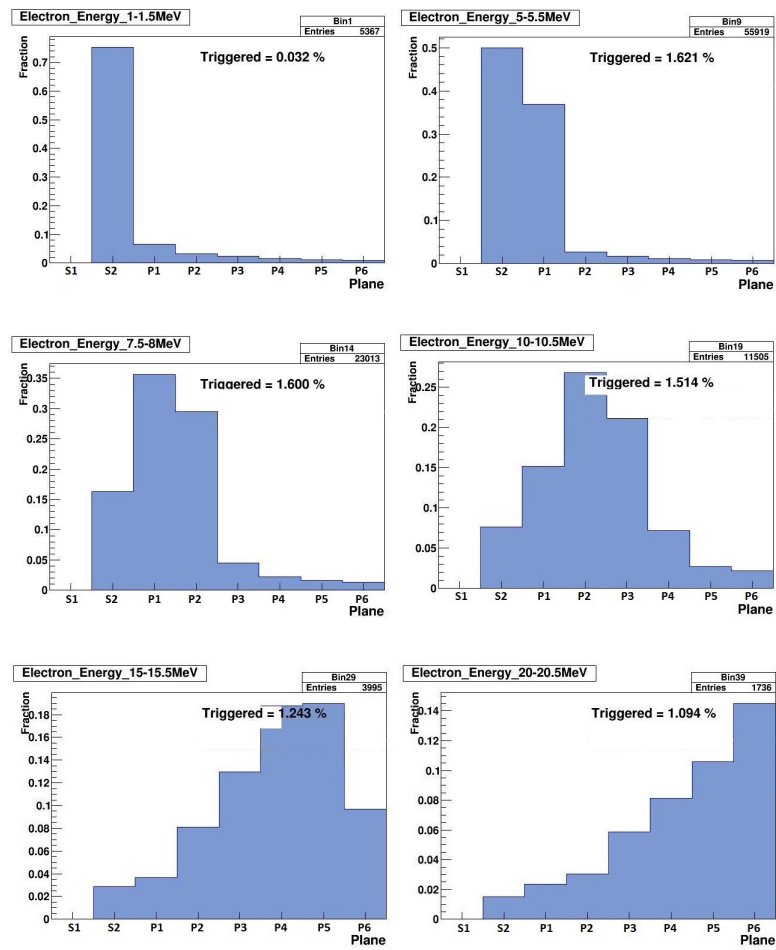 Electron_Energy_1-1.5MeV
Bin1
Entries 5367
Fraction
Triggered = 0.032 %
0.7
0.6
0.5
0.4
0.3
0.2
0.1
0
S1 S2 P1 P2 P3 P4 P5 P6
Plane
Electron_Energy_5-5.5MeV
Bin9
Entries 55919
Fraction
Triggered = 1.621 %
0.5
0.4
0.3
0.2
0.1
0
S1 S2 P1 P2 P3 P4 P5 P6
Plane
Electron_Energy_7.5-8MeV
Bin14
Entries 23013
Fraction
Triggered = 1.600 %
0.35
0.3
0.25
0.2
0.15
0.1
0.05
0
S1 S2 P1 P2 P3 P4 P5 P6
Plane
Electron_Energy_10-10.5MeV
Bin19
Entries 11505
Fraction
Triggered = 1.514 %
0.25
0.2
0.15
0.1
0.05
0
S1 S2 P1 P2 P3 P4 P5 P6
Plane
Electron_Energy_15-15.5MeV
Bin29
Entries 3995
Fraction
Triggered = 1.243 %
0.18
0.16
0.14
0.12
0.1
0.08
0.06
0.04
0.02
0
S1 S2 P1 P2 P3 P4 P5 P6
Plane
Electron_Energy_20-20.5MeV
Bin39
Entries 1736
Fraction
Triggered = 1.094 %
0.14
0.12
0.1
0.08
0.06
0.04
0.02
0
S1 S2 P1 P2 P3 P4 P5 P6
Plane